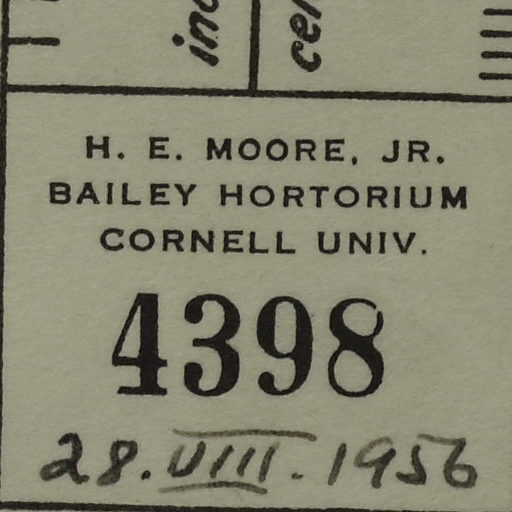 H. E. MOORE, JR.
BAILEY HORTORIUM
CORNELL UNIV.
4398
28.VIII.1956